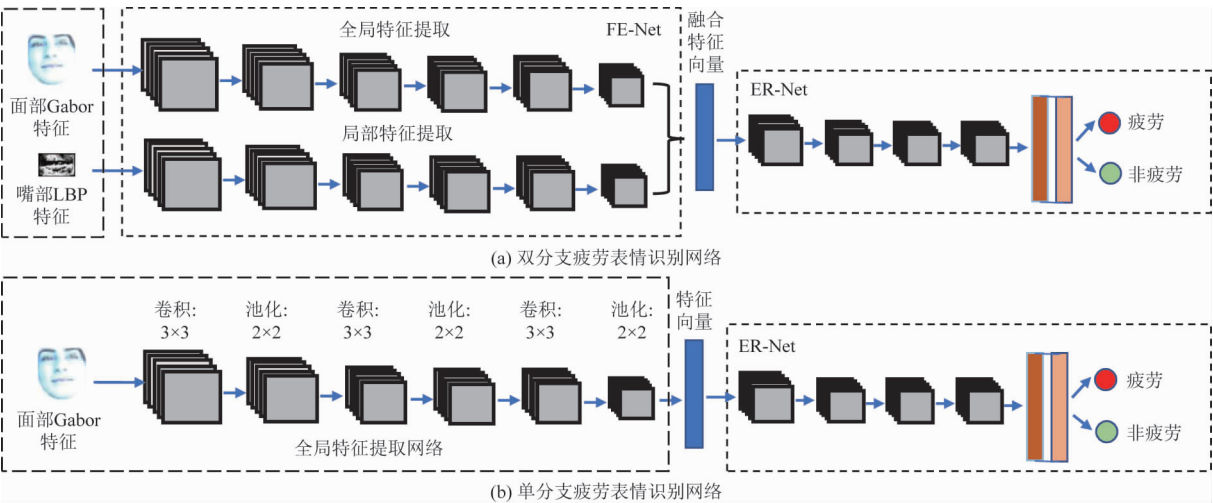 全局特征提取
FE-Net
融合
特征
向量
ER-Net
面部Gabor
特征
局部特征提取
疲劳
非疲劳
嘴部LBP
特征
(a) 双分支疲劳表情识别网络
卷积:
3×3
池化:
2×2
卷积:
3×3
池化:
2×2
卷积:
3×3
池化:
2×2
特征
向量
ER-Net
面部Gabor
特征
全局特征提取网络
疲劳
非疲劳
(b) 单分支疲劳表情识别网络